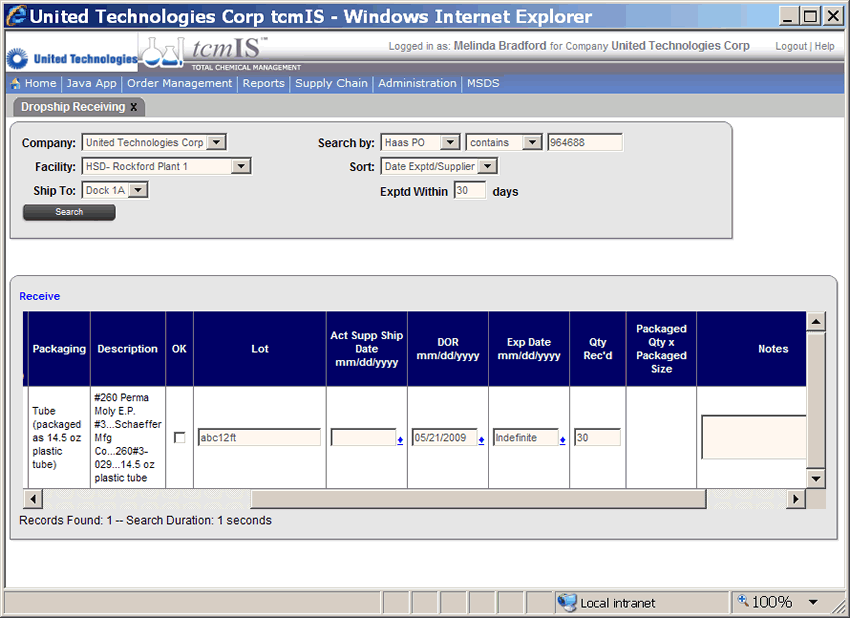 United Technologies Corp tcmIS - Windows Internet Explorer
United Technologies
tcmIS™
TOTAL CHEMICAL MANAGEMENT
Logged in as: Melinda Bradford for Company United Technologies Corp
Logout | Help
Home | Java App | Order Management | Reports | Supply Chain | Administration | MSDS
Dropship Receiving x
Company: United Technologies Corp
Search by: Haas PO contains 964688
Facility: HSD- Rockford Plant 1
Sort: Date Exptd/Supplier
Ship To: Dock 1A
Exptd Within 30 days
Search
Receive
Packaging
Description
OK
Lot
Act Supp Ship
Date
mm/dd/yyyy
DOR
mm/dd/yyyy
Exp Date
mm/dd/yyyy
Qty
Rec'd
Packaged
Qty x
Packaged
Size
Notes
Tube
(packaged
as 14.5 oz
plastic
tube)
#260 Perma
Moly E.P.
#3...Schaeffer
Mfg
Co...260#3-
029...14.5 oz
plastic tube
abc12ft
05/21/2009
Indefinite
30
Records Found: 1 -- Search Duration: 1 seconds
Local intranet
100%